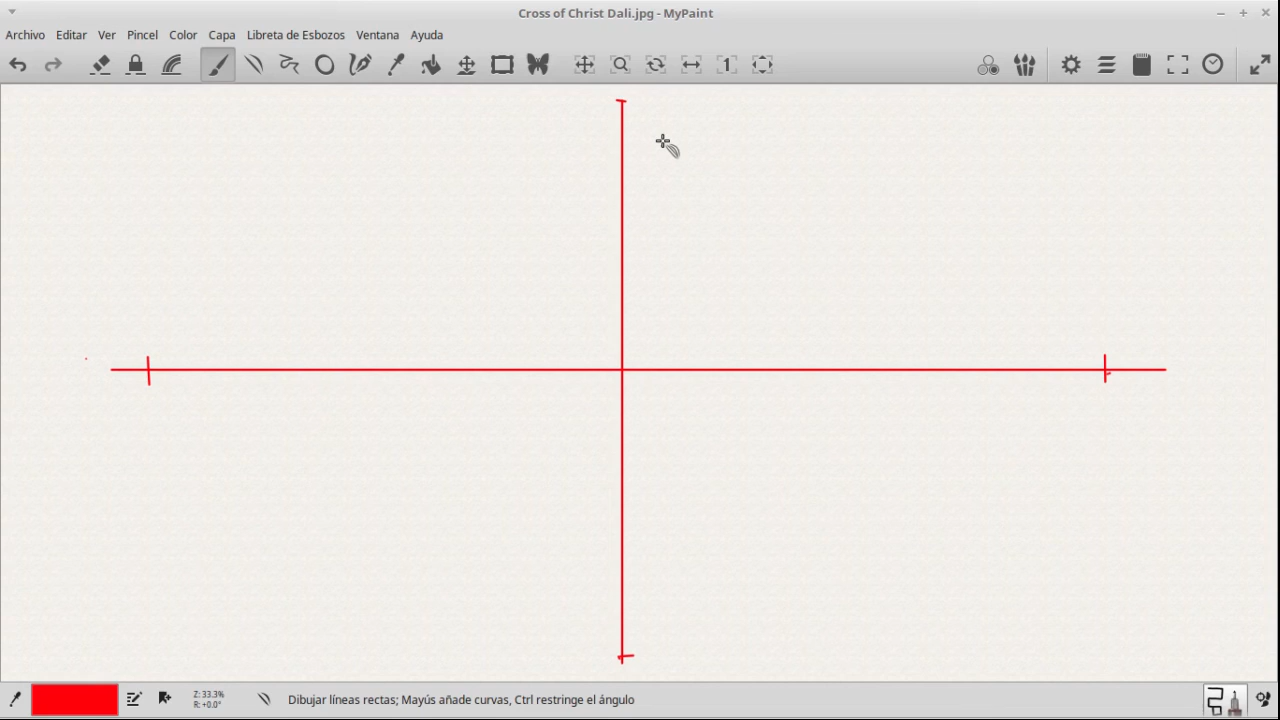 Cross of Christ Dali.jpg - MyPaint
Archivo Editar Ver Pincel Color Capa Libreta de Esbozos Ventana Ayuda
1
Z: 33.3%
R: +0.0°
Dibujar líneas rectas; Mayús añade curvas, Ctrl restringe el ángulo